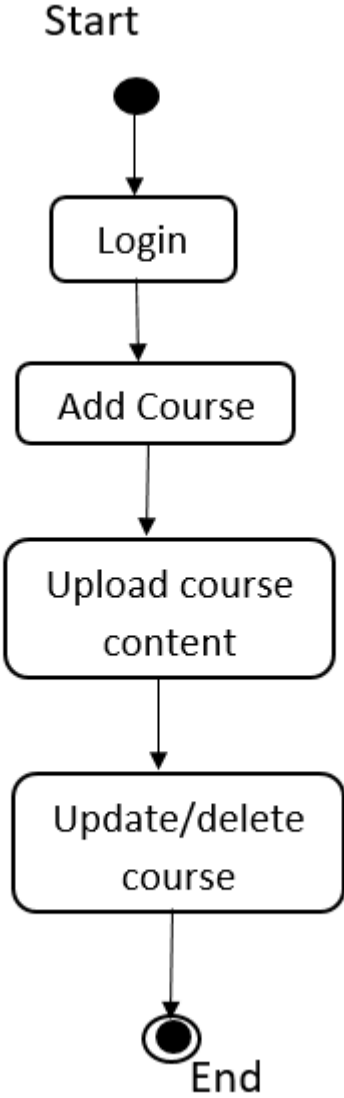 Start
Login
Add Course
Upload course
content
Update/delete
course
End